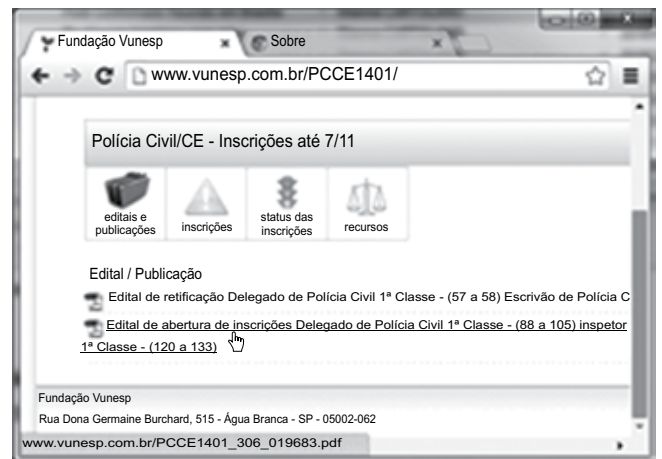 Fundação Vunesp
Sobre
www.vunesp.com.br/PCCE1401/
Polícia Civil/CE - Inscrições até 7/11
editais e
publicações
inscrições
status das
inscrições
recursos
Edital / Publicação
Edital de retificação Delegado de Polícia Civil 1ª Classe - (57 a 58) Escrivão de Polícia C
Edital de abertura de inscrições Delegado de Polícia Civil 1ª Classe - (88 a 105) inspetor
1ª Classe - (120 a 133)
Fundação Vunesp
Rua Dona Germaine Burchard, 515 - Água Branca - SP - 05002-062
www.vunesp.com.br/PCCE1401_306_019683.pdf